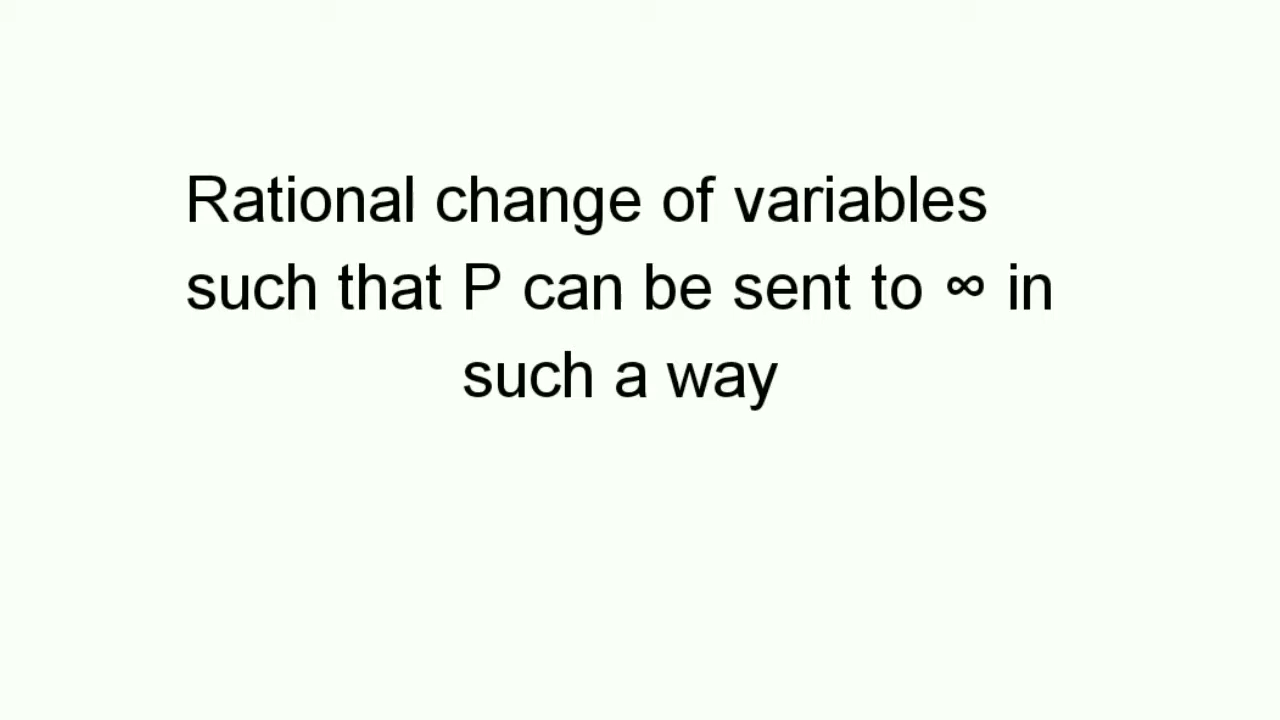 Rational change of variables
such that P can be sent to ∞ in
such a way